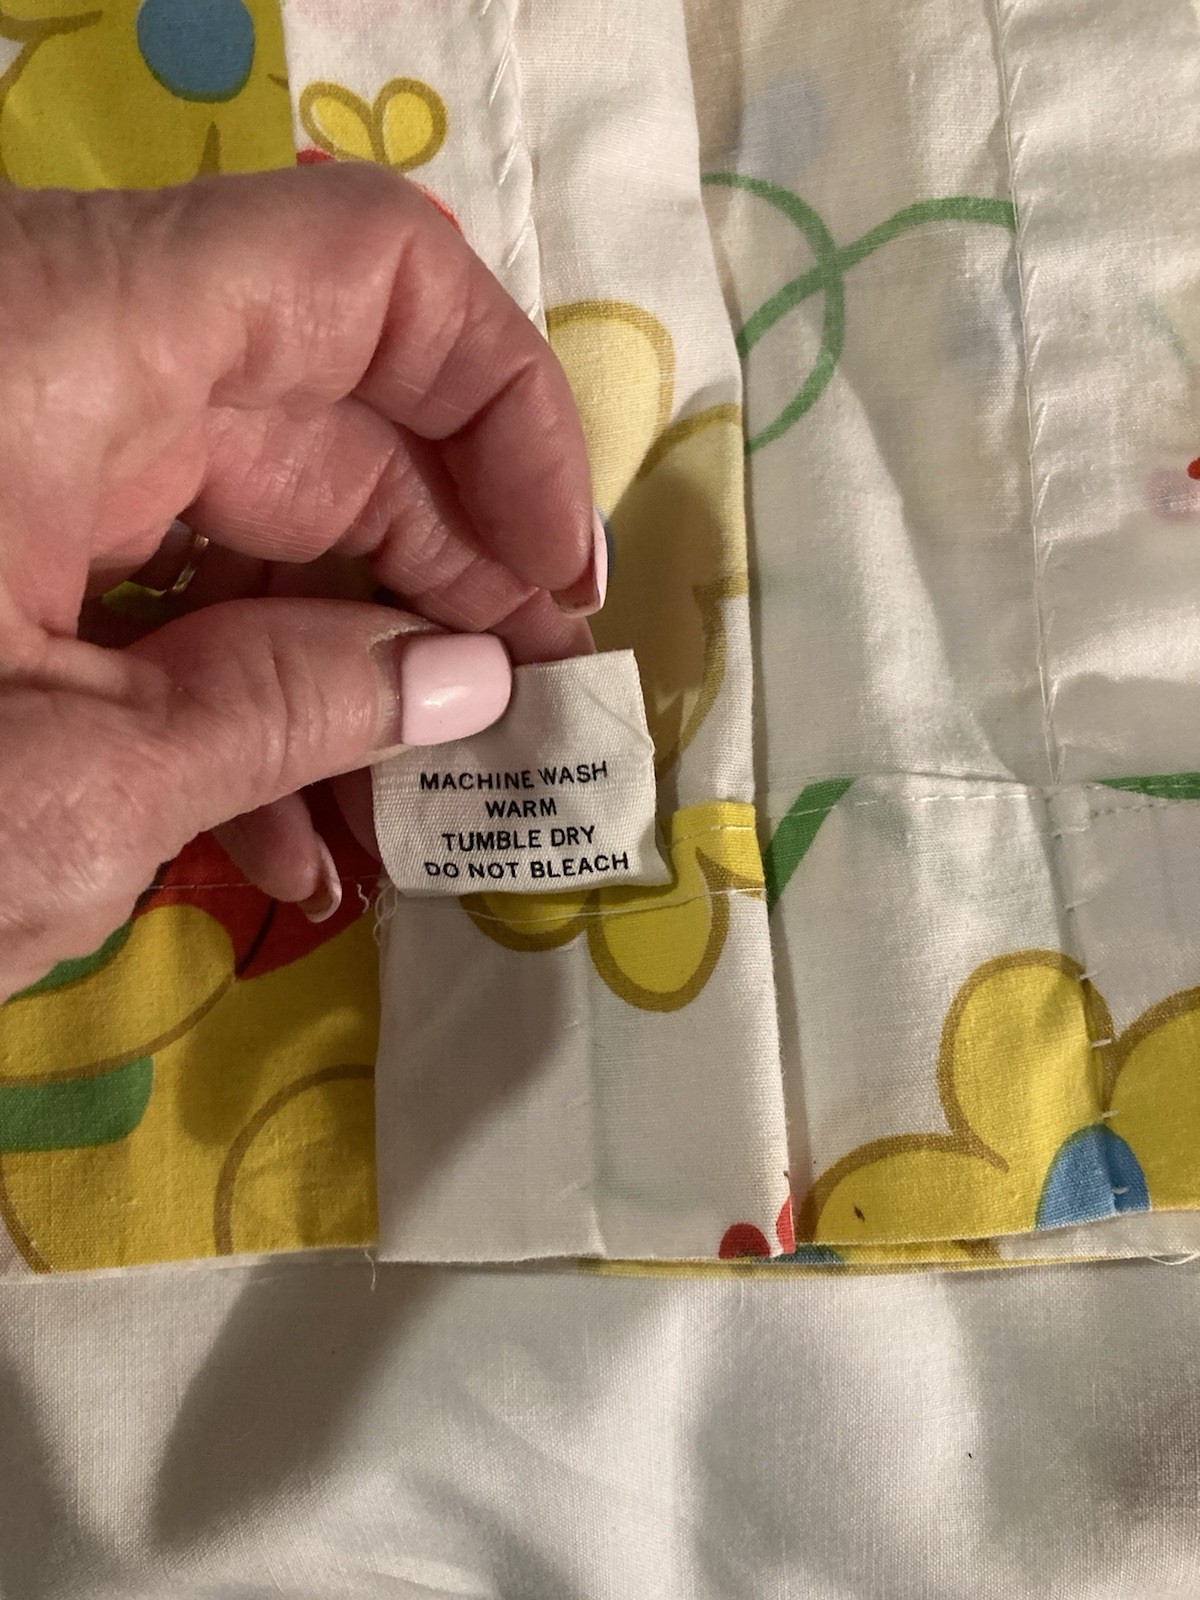 MACHINE WASH
WARM
TUMBLE DRY
DO NOT BLEACH